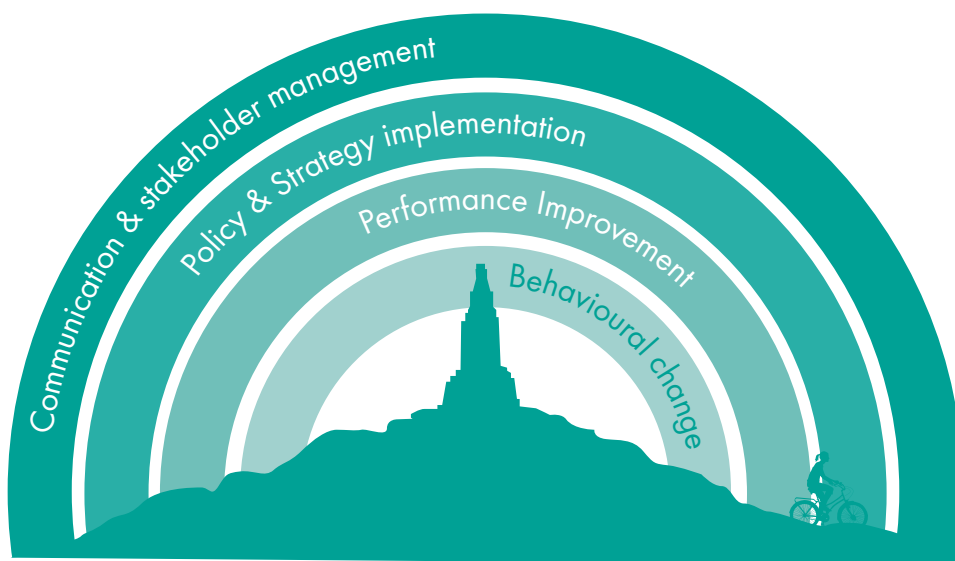 Communication & stakeholder management
Policy & Strategy implementation
Performance Improvement
Behavioural change